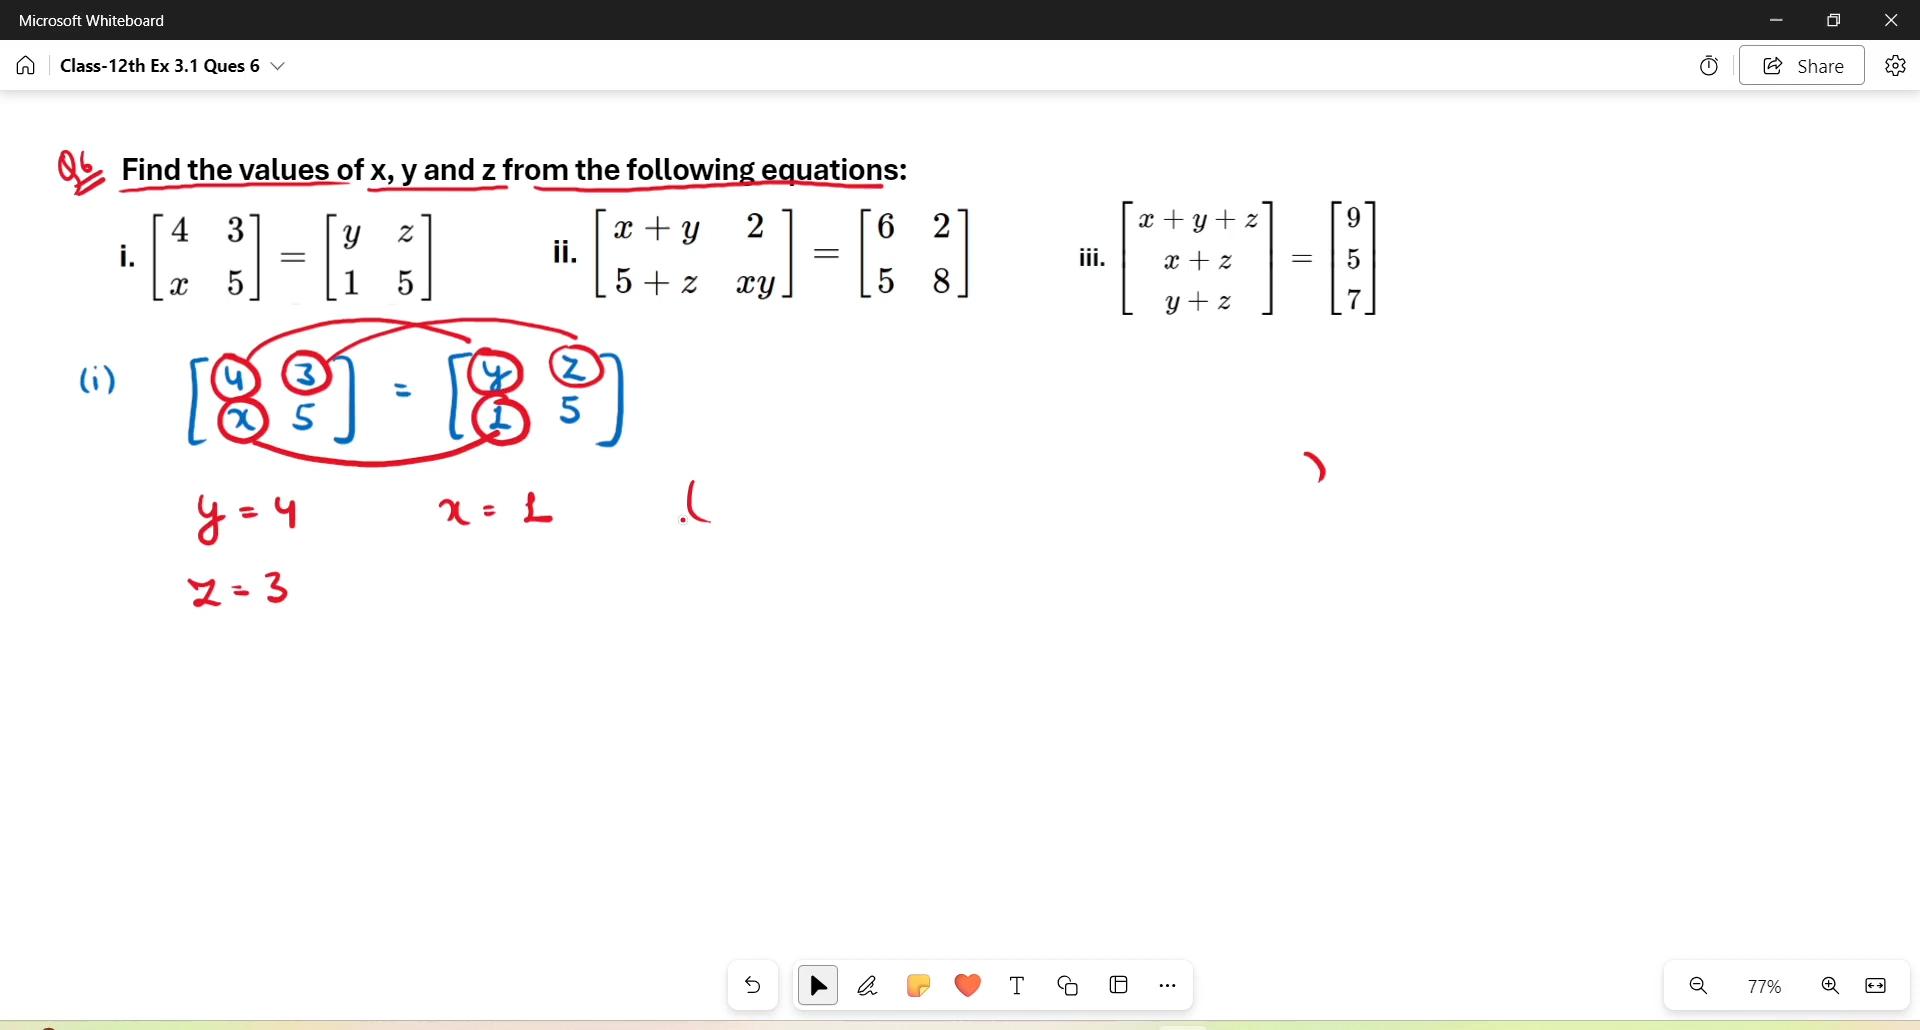 Microsoft Whiteboard
Class-12th Ex 3.1 Ques 6
Share
Q6 Find the values of x, y and z from the following equations:
i. [4 3; x 5] = [y z; 1 5] ii. [x + y 2; 5 + z xy] = [6 2; 5 8] iii. [x + y + z; x + z; y + z] = [9; 5; 7]
(i) [4 3; x 5] = [y z; 1 5]
y = 4 x = 1 ( )
z = 3
T
77%